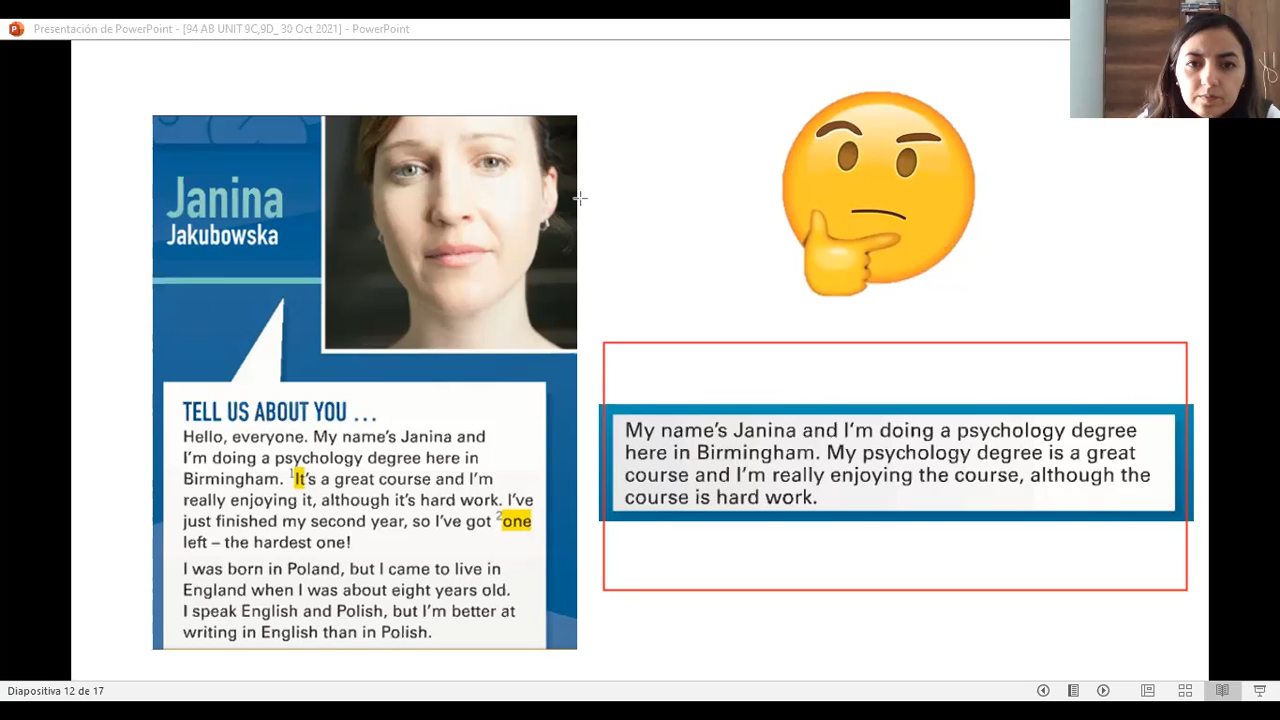 Presentación de PowerPoint - [94 AB UNIT 9C,9D_ 30 Oct 2021] - PowerPoint
Janina
Jakubowska
TELL US ABOUT YOU ...
Hello, everyone. My name's Janina and
I'm doing a psychology degree here in
Birmingham. 1It's a great course and I'm
really enjoying it, although it's hard work. I've
just finished my second year, so I've got 2one
left – the hardest one!
I was born in Poland, but I came to live in
England when I was about eight years old.
I speak English and Polish, but I'm better at
writing in English than in Polish.
My name's Janina and I'm doing a psychology degree
here in Birmingham. My psychology degree is a great
course and I'm really enjoying the course, although the
course is hard work.
Diapositiva 12 de 17